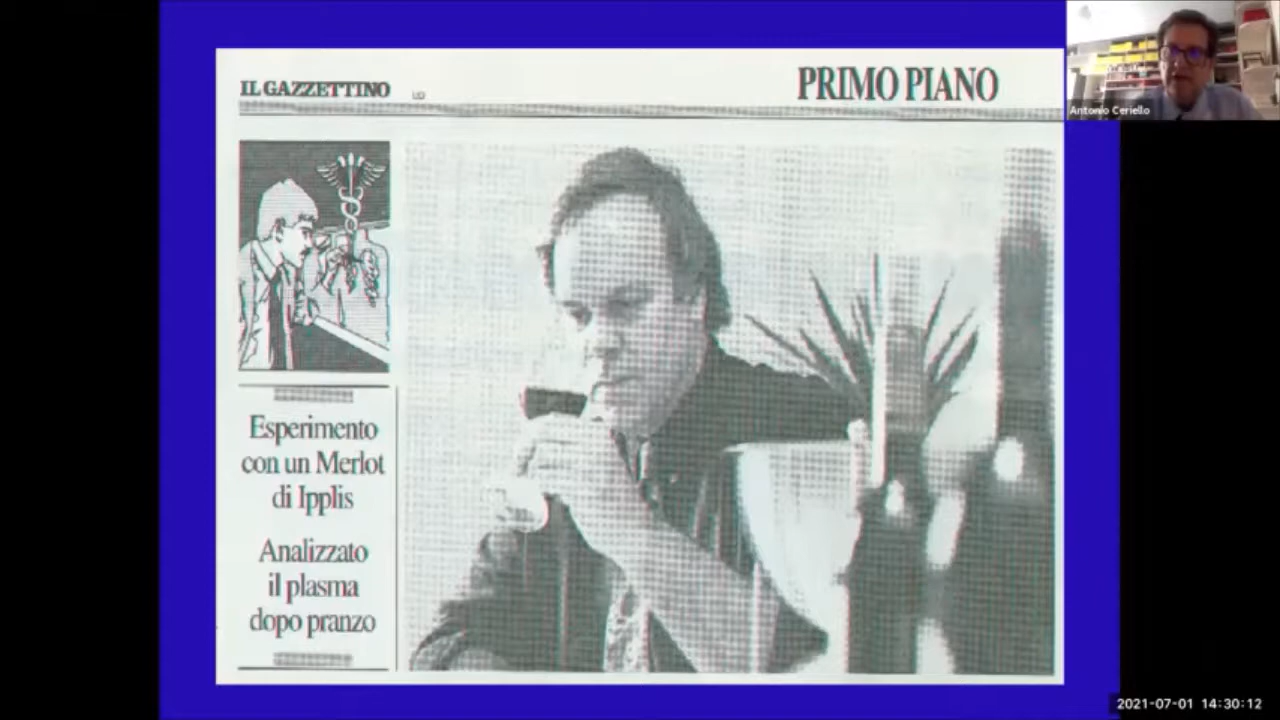 IL GAZZETTINO
PRIMO PIANO
Antonio Ceriello
Esperimento
con un Merlot
di Ipplis
Analizzato
il plasma
dopo pranzo
2021-07-01 14:30:12